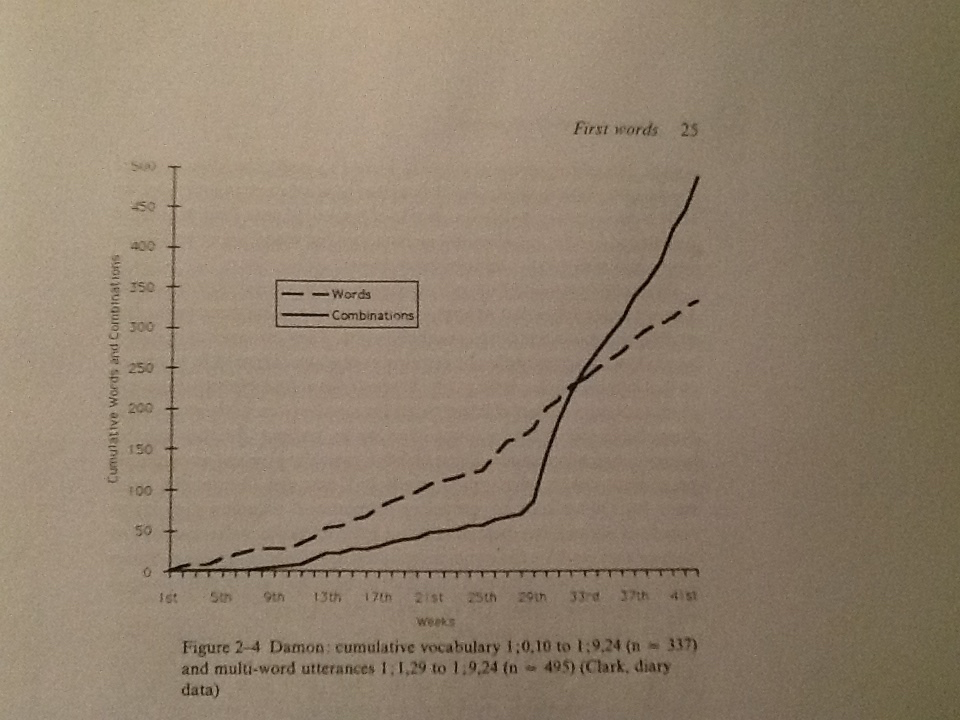 First words 25
500
450
400
350
300
250
200
150
100
50
0
Cumulative Words and Combinations
Words
Combinations
1st 5th 9th 13th 17th 21st 25th 29th 33rd 37th 41st
Weeks
Figure 2–4 Damon: cumulative vocabulary 1;0,10 to 1;9,24 (n = 337)
and multi-word utterances 1;1,29 to 1;9,24 (n = 495) (Clark, diary
data)